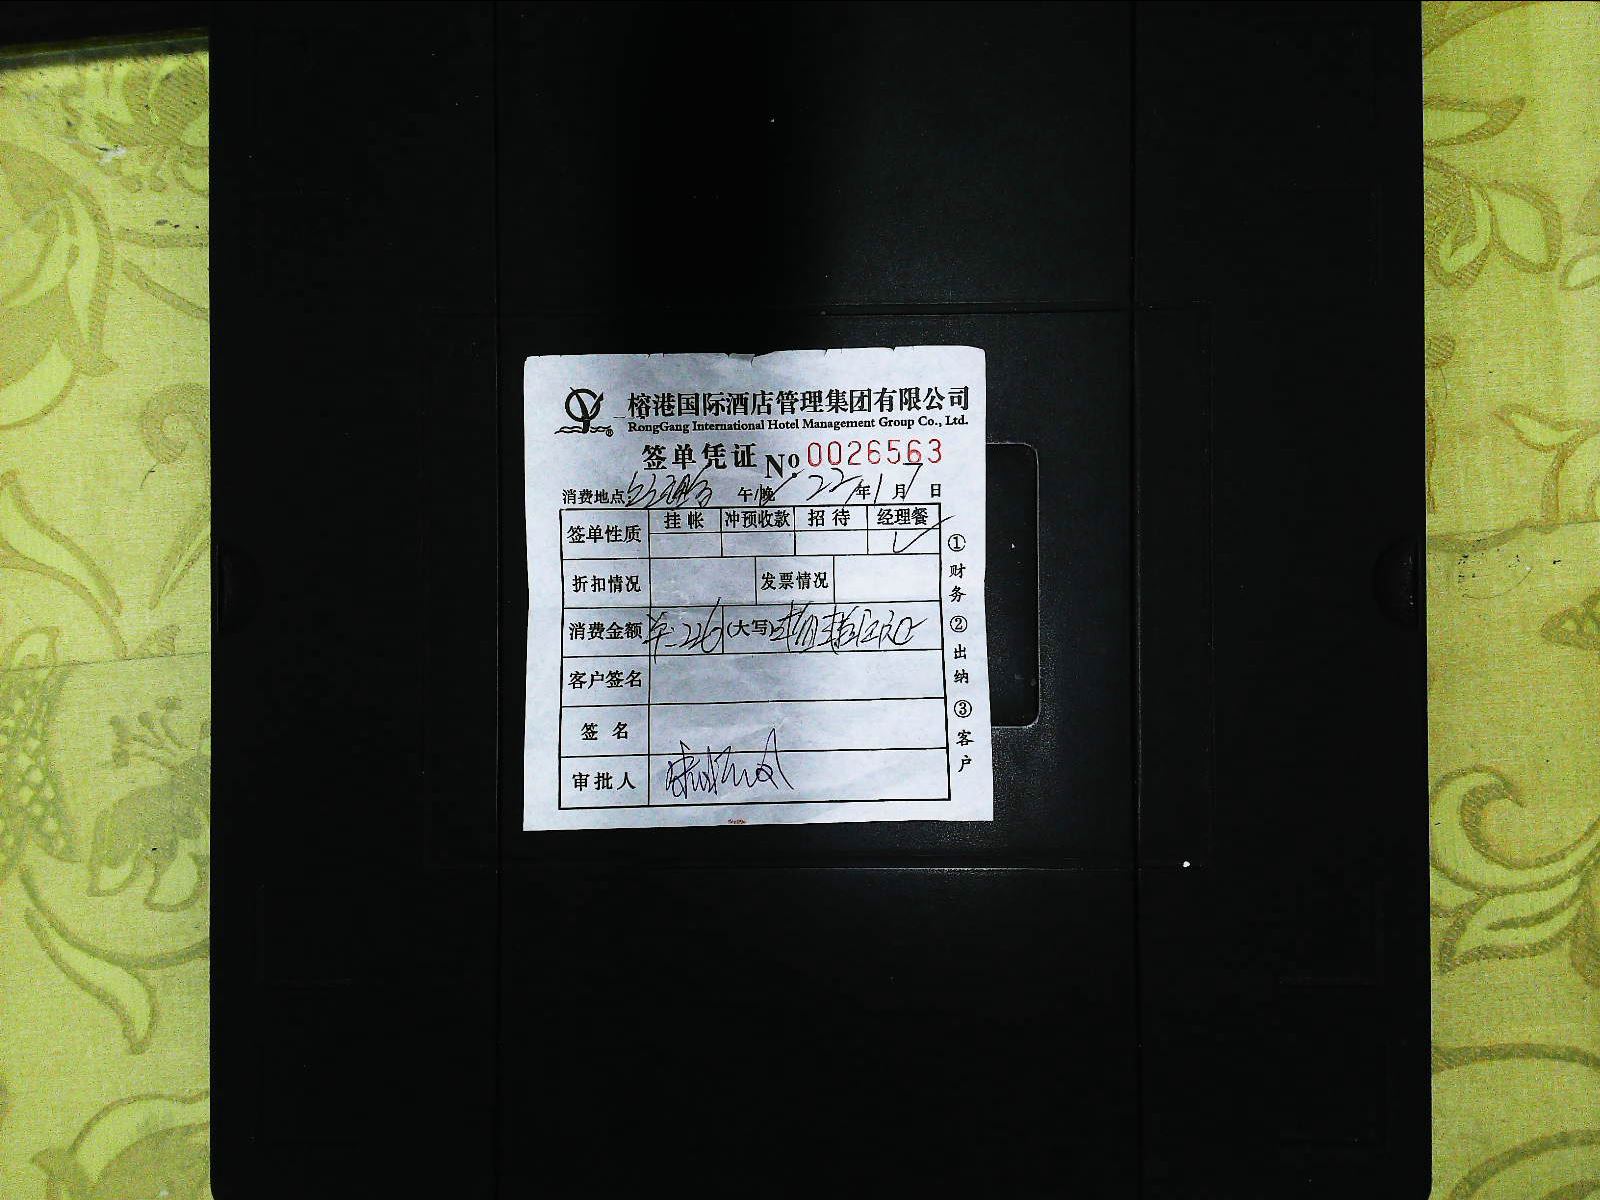 榕港国际酒店管理集团有限公司
RongGang International Hotel Management Group Co., Ltd.
签单凭证 No. 0026563
消费地点 午/晚 22年1月7日
签单性质 挂帐 冲预收款 招待 经理餐
折扣情况 发票情况
消费金额 226 (大写)
客户签名
签名
审批人
①财务 ②出纳 ③客户